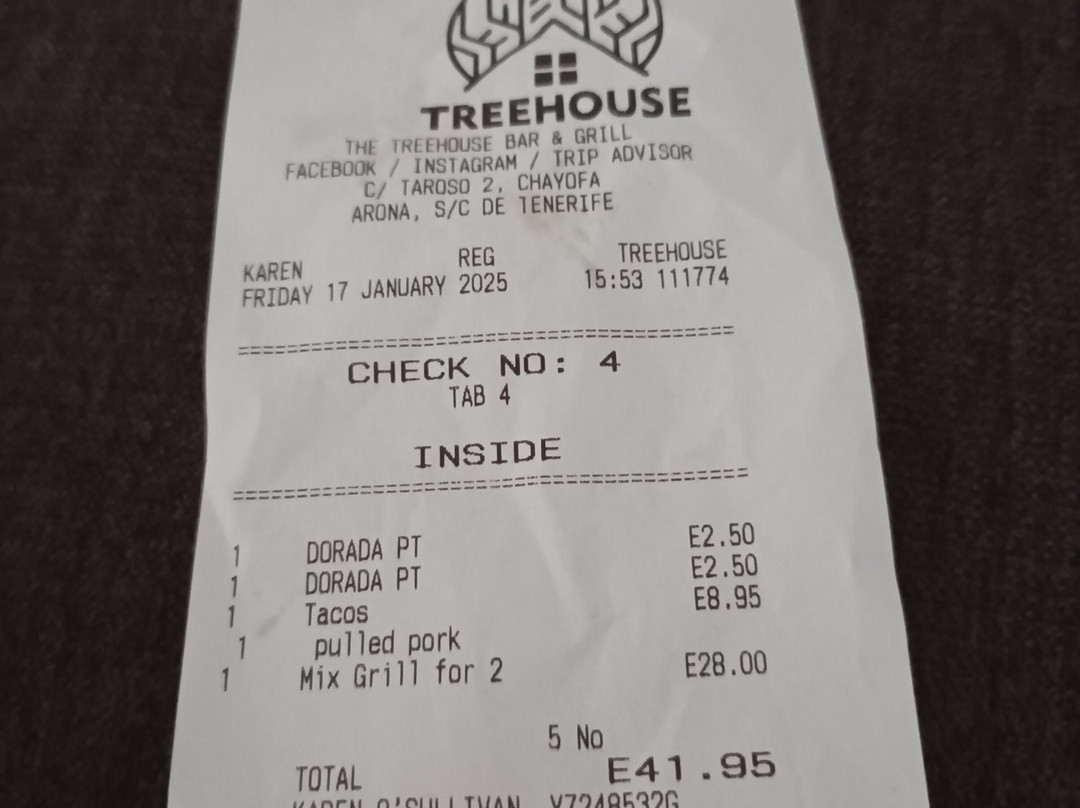 TREEHOUSE
THE TREEHOUSE BAR & GRILL
FACEBOOK / INSTAGRAM / TRIP ADVISOR
C/ TAROSO 2, CHAYOFA
ARONA, S/C DE TENERIFE
KAREN REG TREEHOUSE
FRIDAY 17 JANUARY 2025 15:53 111774
================================================
CHECK NO: 4
TAB 4
INSIDE
================================================
1 DORADA PT E2.50
1 DORADA PT E2.50
1 Tacos E8.95
1 pulled pork
1 Mix Grill for 2 E28.00
5 No
TOTAL E41.95
KAREN O'SULLIVAN Y7248532G